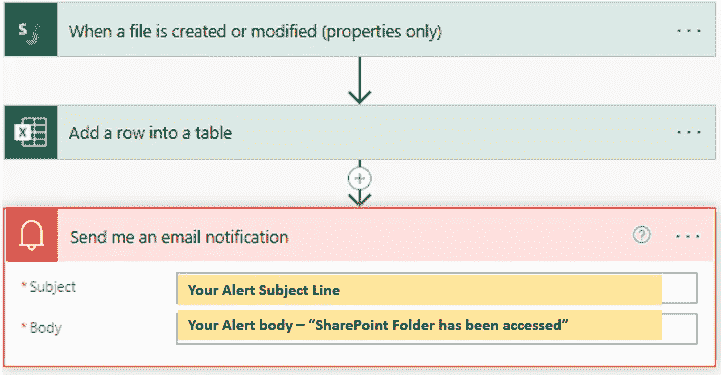 S
When a file is created or modified (properties only)
...
X
Add a row into a table
...
+
Send me an email notification
?
...
* Subject
Your Alert Subject Line
* Body
Your Alert body – “SharePoint Folder has been accessed”